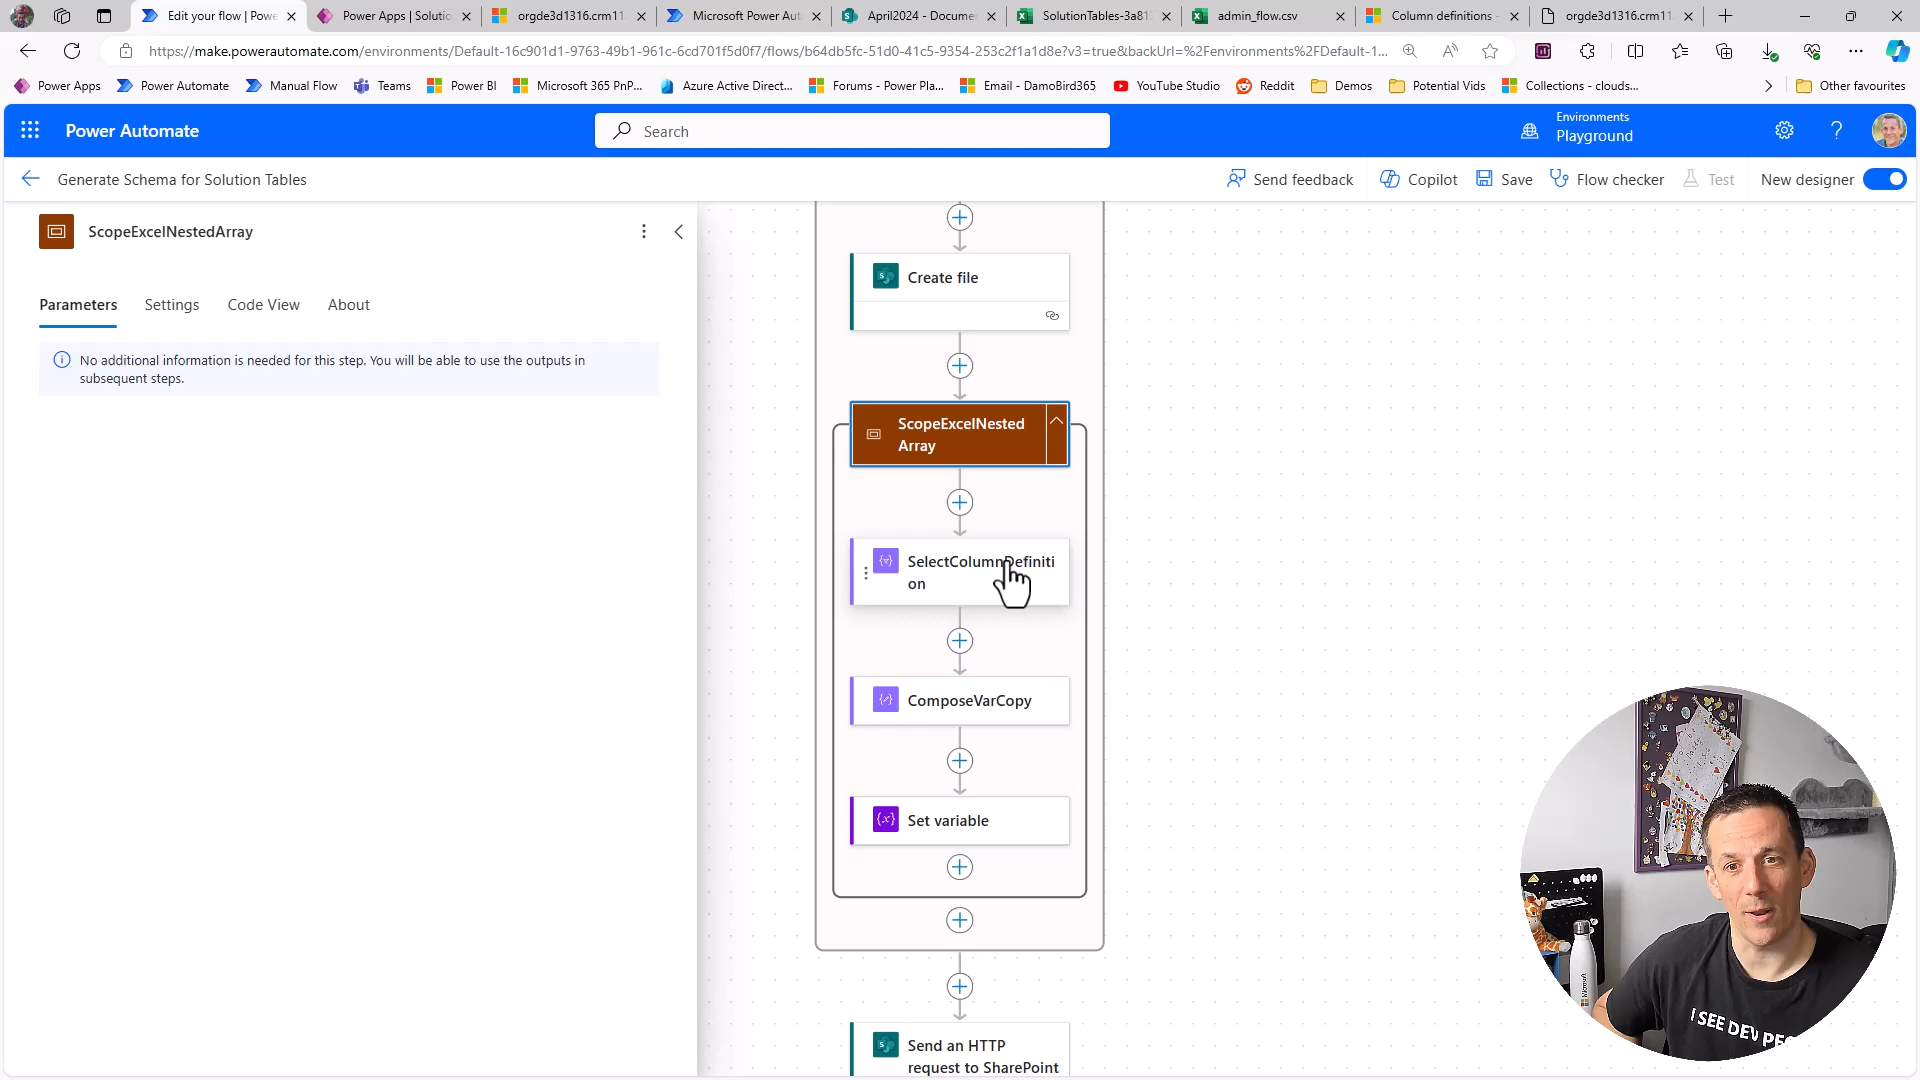 Edit your flow | Powe
Power Apps | Solutio
orgde3d1316.crm11.
Microsoft Power Aut
April2024 - Documen
SolutionTables-3a813
admin_flow.csv
Column definitions -
orgde3d1316.crm11
https://make.powerautomate.com/environments/Default-16c901d1-9763-49b1-961c-6cd701f5d0f7/flows/b64db5fc-51d0-41c5-9354-253c2f1a1d8e?v3=true&backUrl=%2Fenvironments%2FDefault-1...
Power Apps
Power Automate
Manual Flow
Teams
Power BI
Microsoft 365 PnP...
Azure Active Direct...
Forums - Power Pla...
Email - DamoBird365
YouTube Studio
Reddit
Demos
Potential Vids
Collections - clouds...
Other favourites
Power Automate
Search
Environments
Playground
Generate Schema for Solution Tables
Send feedback
Copilot
Save
Flow checker
Test
New designer
ScopeExcelNestedArray
Parameters
Settings
Code View
About
No additional information is needed for this step. You will be able to use the outputs in
subsequent steps.
Create file
ScopeExcelNested
Array
SelectColumnDefiniti
on
ComposeVarCopy
Set variable
Send an HTTP
request to SharePoint
Microsoft
I SEE DEV PEO